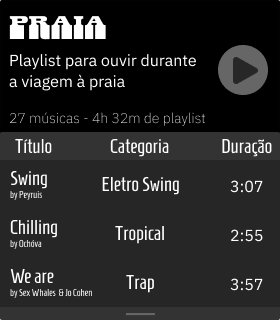 PRAIA
Playlist para ouvir durante
a viagem à praia
27 músicas - 4h 32m de playlist
Título Categoria Duração
Swing Eletro Swing 3:07
by Peyruis
Chilling Tropical 2:55
by Ochóva
We are Trap 3:57
by Sex Whales & Jo Cohen